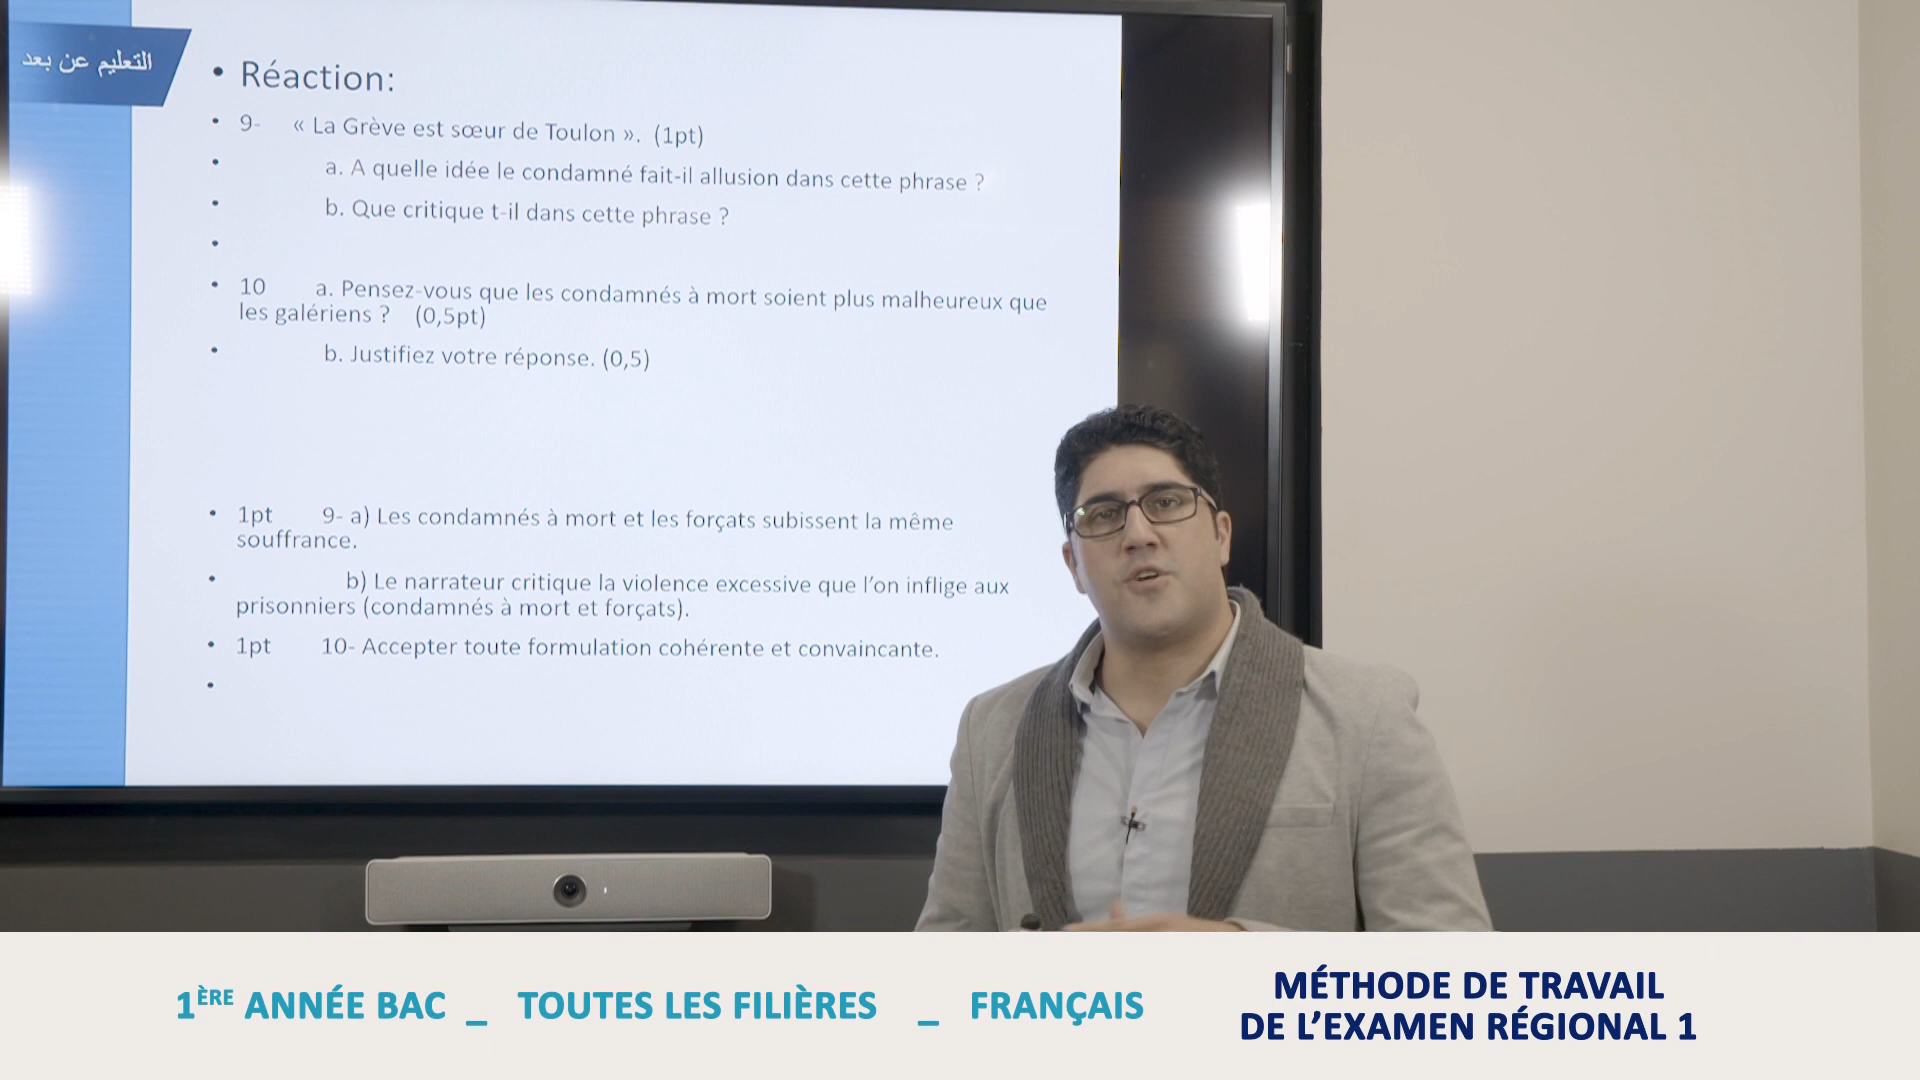 التعليم عن بعد
• Réaction:
• 9- « La Grève est sœur de Toulon ». (1pt)
• a. A quelle idée le condamné fait-il allusion dans cette phrase ?
• b. Que critique t-il dans cette phrase ?
•
• 10 a. Pensez-vous que les condamnés à mort soient plus malheureux que
les galériens ? (0,5pt)
• b. Justifiez votre réponse. (0,5)
• 1pt 9- a) Les condamnés à mort et les forçats subissent la même
souffrance.
• b) Le narrateur critique la violence excessive que l’on inflige aux
prisonniers (condamnés à mort et forçats).
• 1pt 10- Accepter toute formulation cohérente et convaincante.
•
1ÈRE ANNÉE BAC _ TOUTES LES FILIÈRES _ FRANÇAIS
MÉTHODE DE TRAVAIL
DE L’EXAMEN RÉGIONAL 1